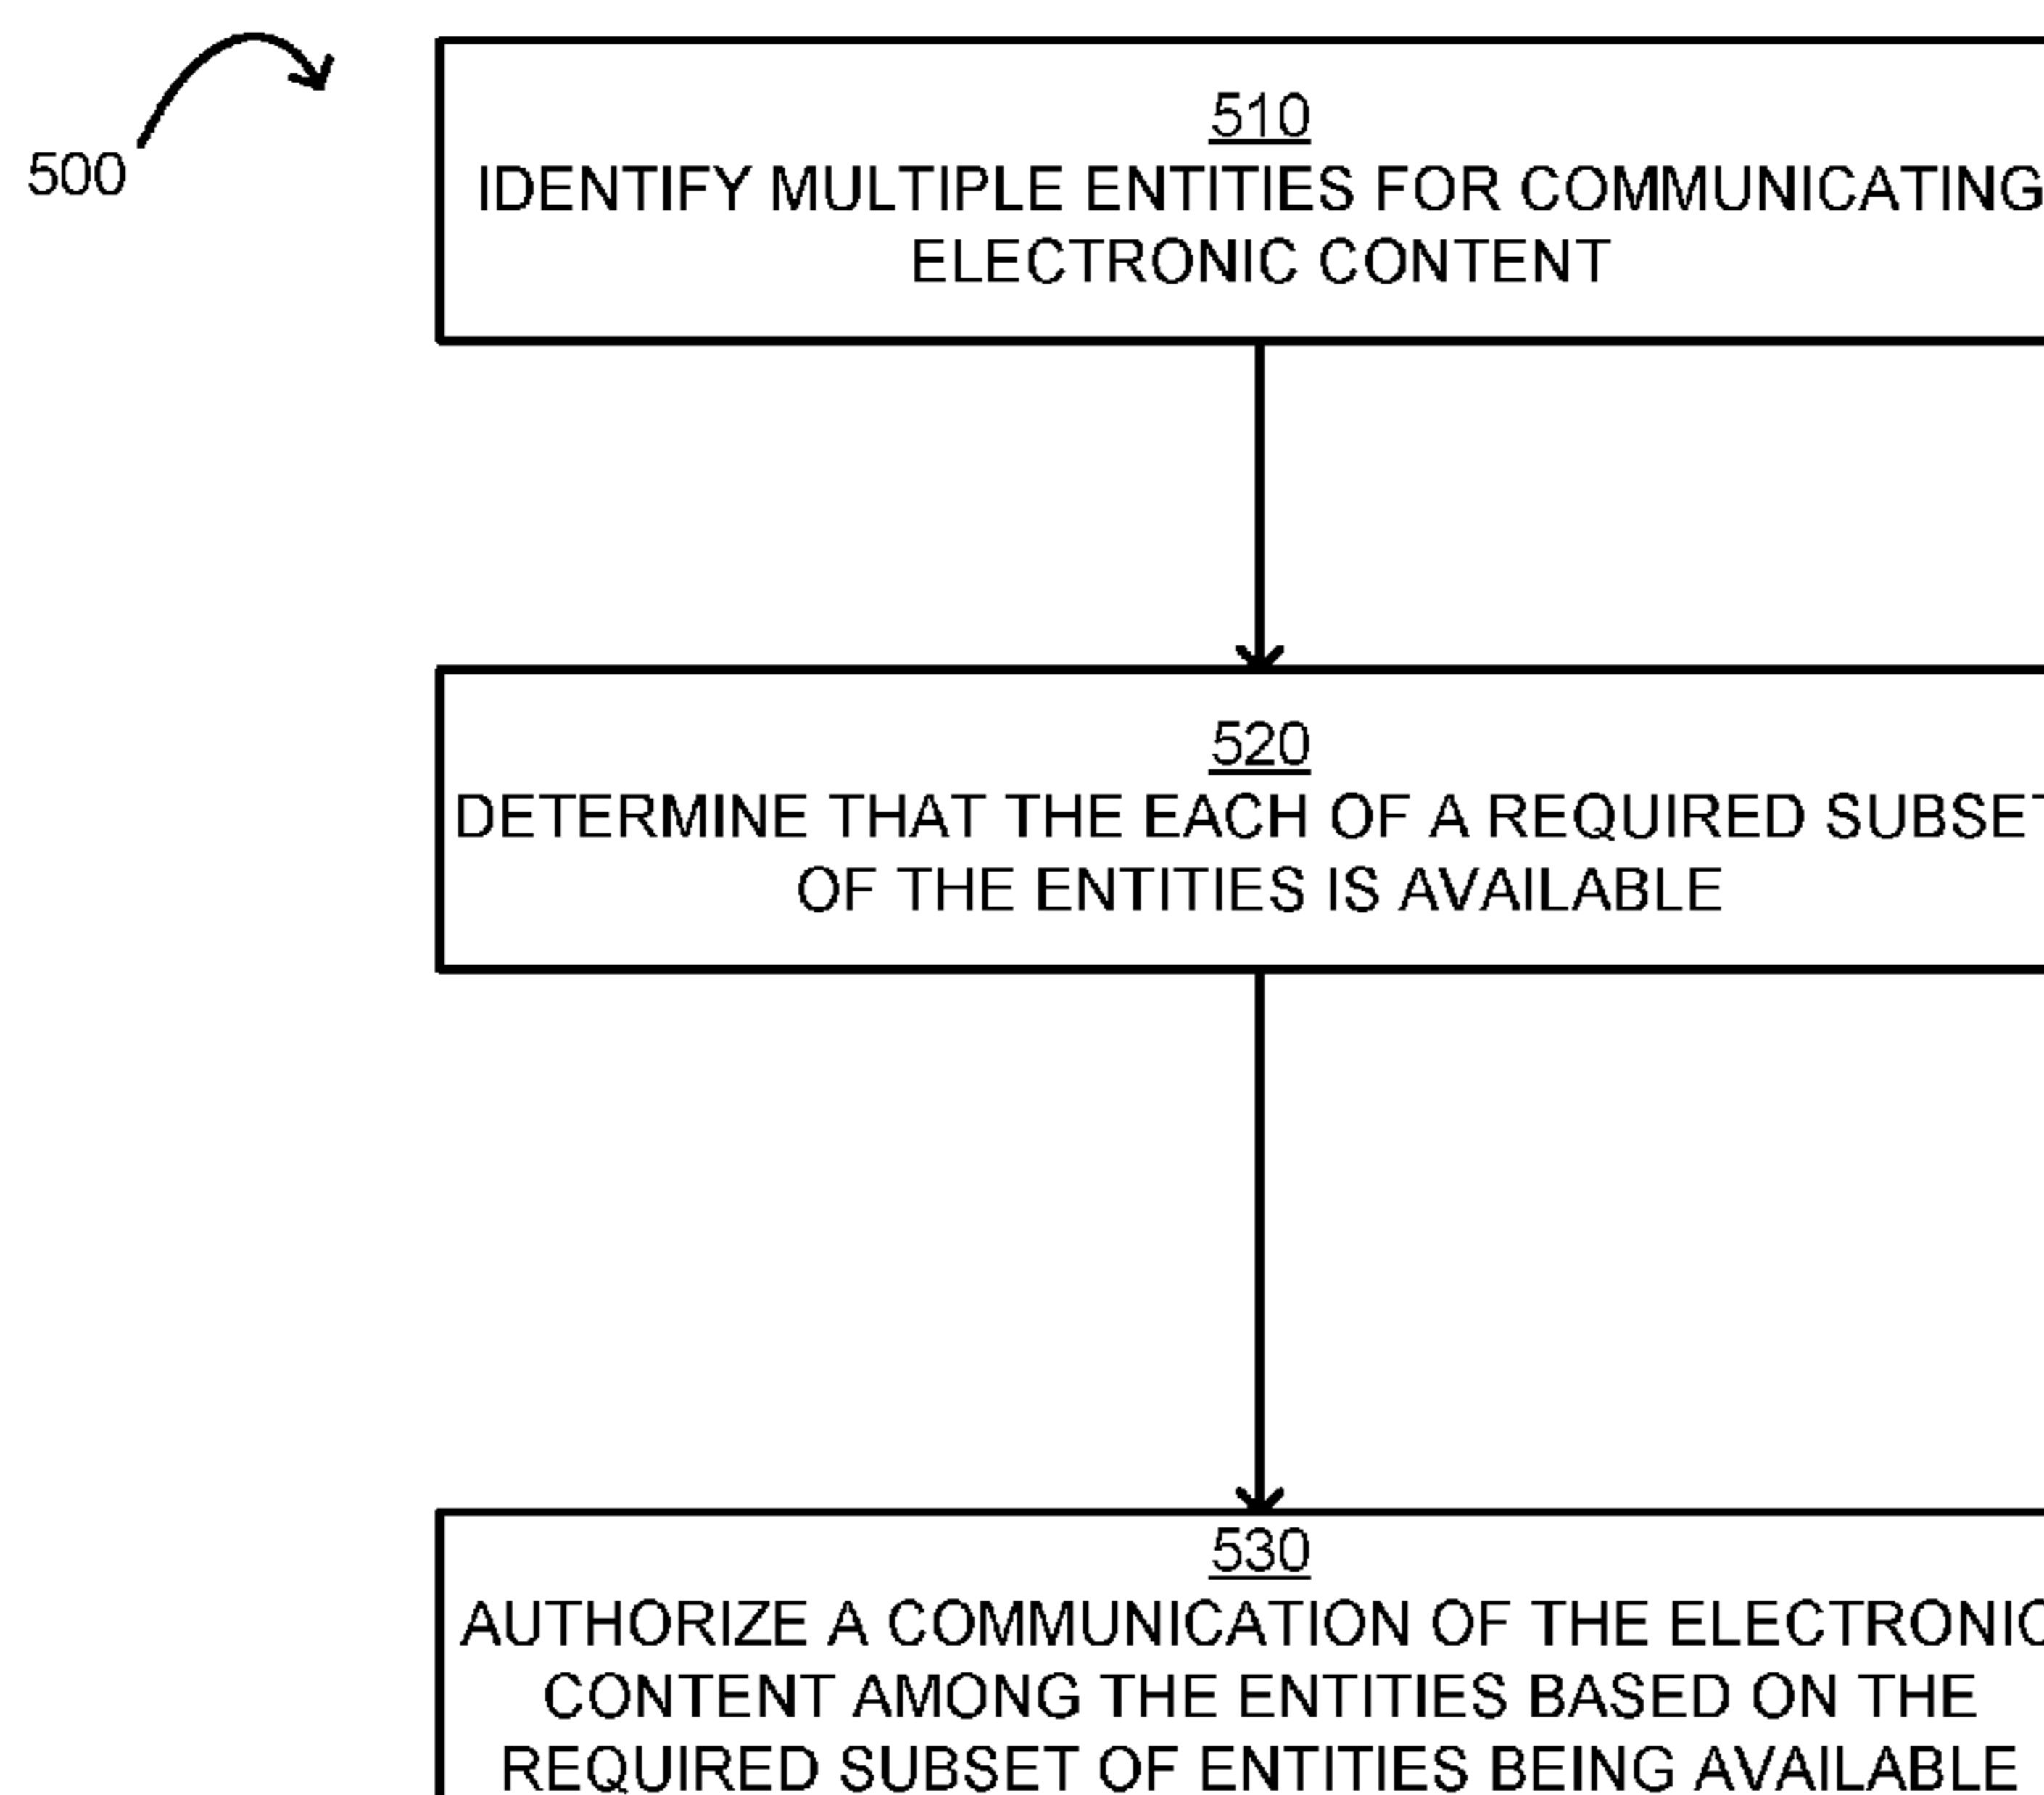 500
510
IDENTIFY MULTIPLE ENTITIES FOR COMMUNICATING
ELECTRONIC CONTENT
520
DETERMINE THAT THE EACH OF A REQUIRED SUBSET
OF THE ENTITIES IS AVAILABLE
530
AUTHORIZE A COMMUNICATION OF THE ELECTRONIC
CONTENT AMONG THE ENTITIES BASED ON THE
REQUIRED SUBSET OF ENTITIES BEING AVAILABLE